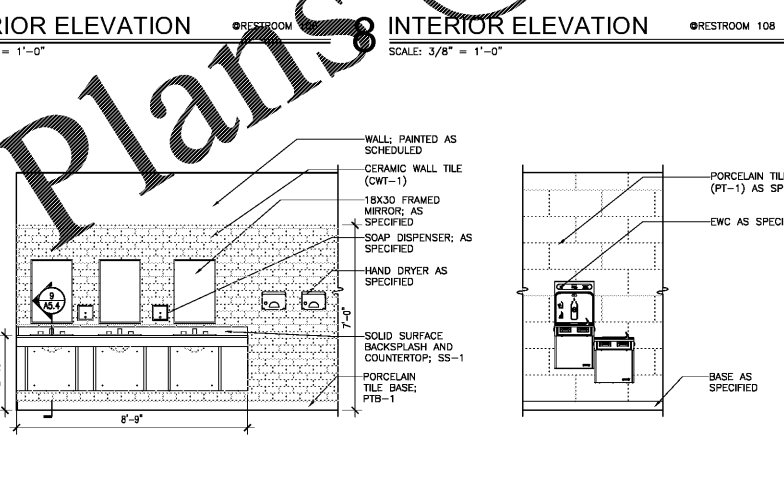 RIOR ELEVATION
@RESTROOM
= 1'-0"
INTERIOR ELEVATION
@RESTROOM 108
SCALE: 3/8" = 1'-0"
Plans
WALL; PAINTED AS
SCHEDULED
CERAMIC WALL TILE
(CWT-1)
18X30 FRAMED
MIRROR; AS
SPECIFIED
SOAP DISPENSER; AS
SPECIFIED
HAND DRYER AS
SPECIFIED
9
A5.4
7'-0"
SOLID SURFACE
BACKSPLASH AND
COUNTERTOP; SS-1
PORCELAIN
TILE BASE;
PTB-1
8'-9"
PORCELAIN TILE
(PT-1) AS SP
EWC AS SPECI
BASE AS
SPECIFIED